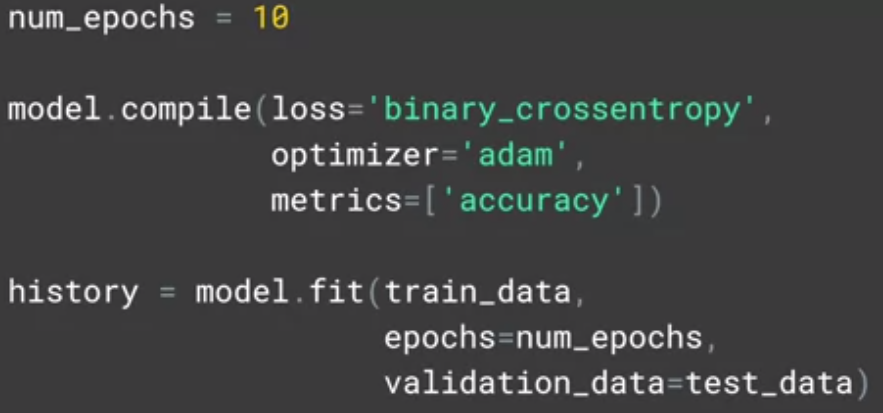 num_epochs = 10
model.compile(loss='binary_crossentropy',
optimizer='adam',
metrics=['accuracy'])
history = model.fit(train_data,
epochs=num_epochs,
validation_data=test_data)